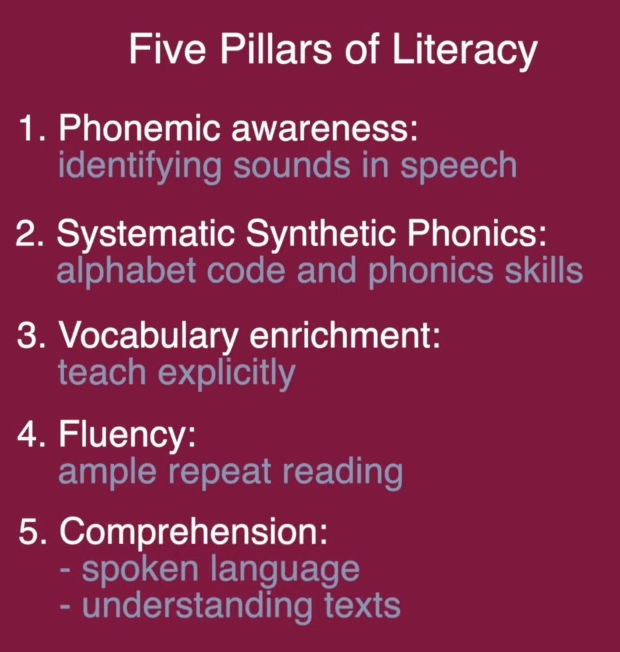 Five Pillars of Literacy
1. Phonemic awareness:
identifying sounds in speech
2. Systematic Synthetic Phonics:
alphabet code and phonics skills
3. Vocabulary enrichment:
teach explicitly
4. Fluency:
ample repeat reading
5. Comprehension:
- spoken language
- understanding texts